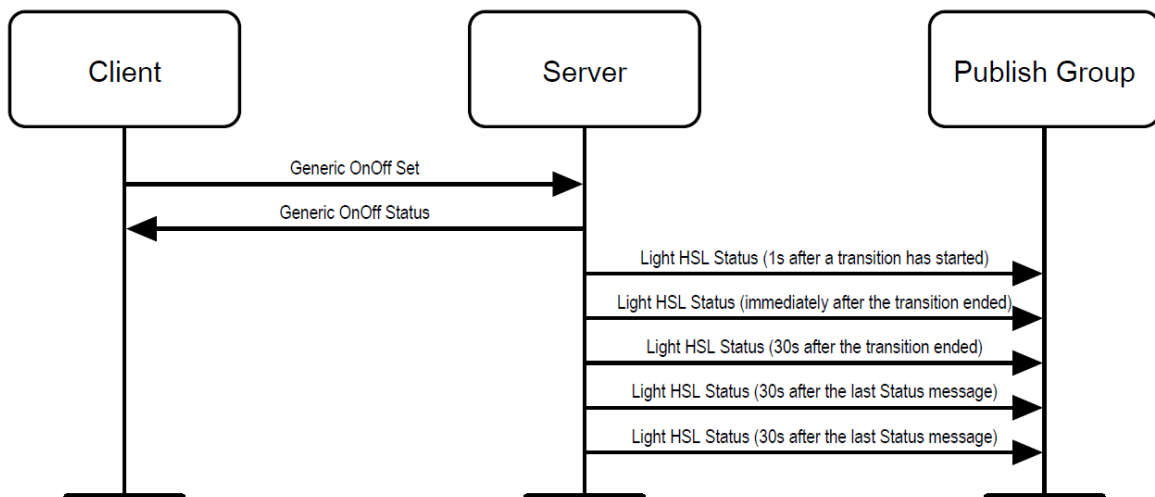 Client
Server
Publish Group
Generic OnOff Set
Generic OnOff Status
Light HSL Status (1s after a transition has started)
Light HSL Status (immediately after the transition ended)
Light HSL Status (30s after the transition ended)
Light HSL Status (30s after the last Status message)
Light HSL Status (30s after the last Status message)